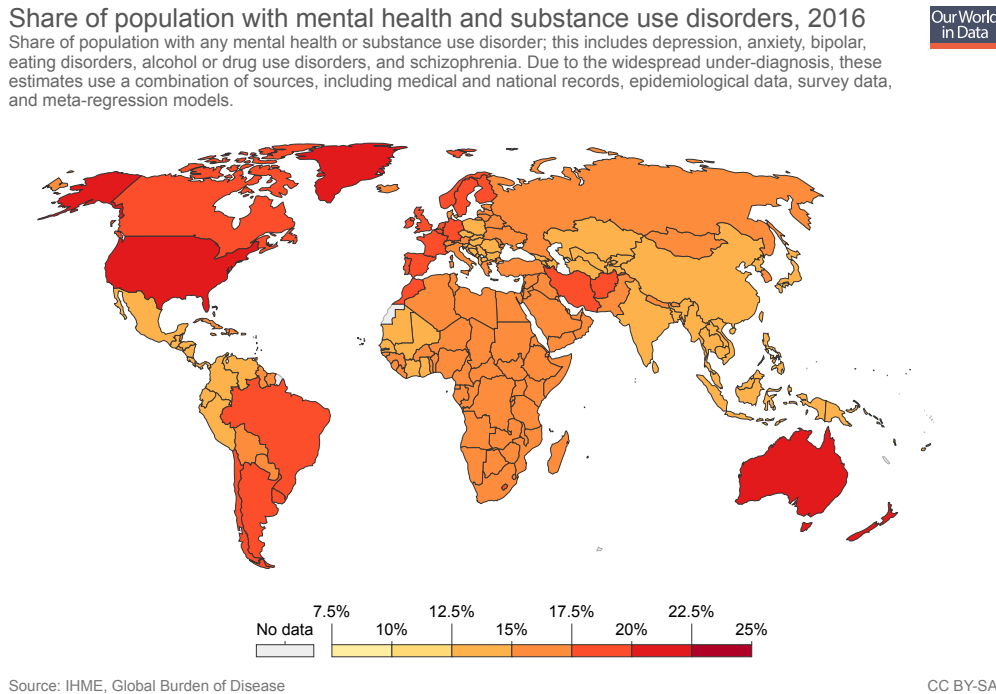 Share of population with mental health and substance use disorders, 2016
Our World
in Data
Share of population with any mental health or substance use disorder; this includes depression, anxiety, bipolar,
eating disorders, alcohol or drug use disorders, and schizophrenia. Due to the widespread under-diagnosis, these
estimates use a combination of sources, including medical and national records, epidemiological data, survey data,
and meta-regression models.
7.5% 12.5% 17.5% 22.5%
No data 10% 15% 20% 25%
Source: IHME, Global Burden of Disease
CC BY-SA